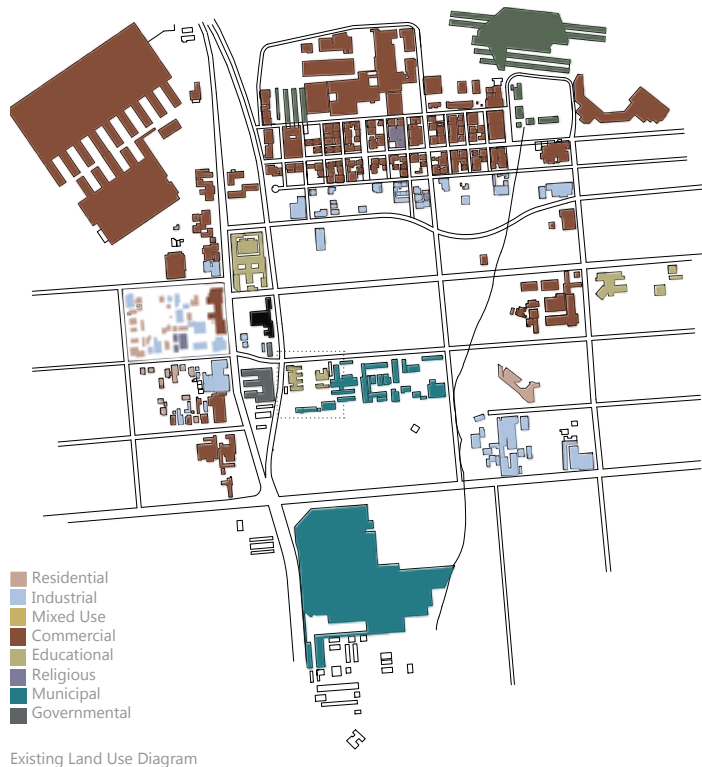 Residential
Industrial
Mixed Use
Commercial
Educational
Religious
Municipal
Governmental
Existing Land Use Diagram